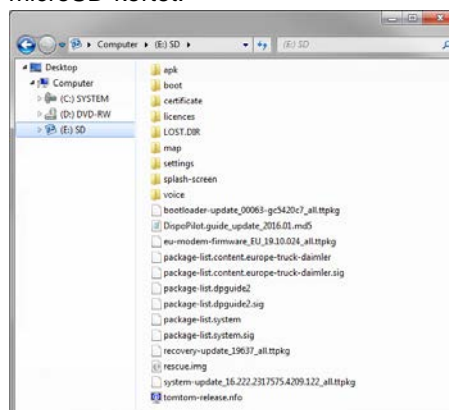 Computer ▸ (E:) SD ▸
(E:) SD
Desktop
Computer
(C:) SYSTEM
(D:) DVD-RW
(E:) SD
apk
boot
certificate
licences
LOST.DIR
map
settings
splash-screen
voice
bootloader-update_00063-gc5420c7_all.ttpkg
DispoPilot.guide_update_2016.01.md5
eu-modem-firmware_EU_19.10.024_all.ttpkg
package-list.content.europe-truck-daimler
package-list.content.europe-truck-daimler.sig
package-list.dpguide2
package-list.dpguide2.sig
package-list.system
package-list.system.sig
recovery-update_19637_all.ttpkg
rescue.img
system-update_16.222.2317575.4209.122_all.ttpkg
tomtom-release.nfo